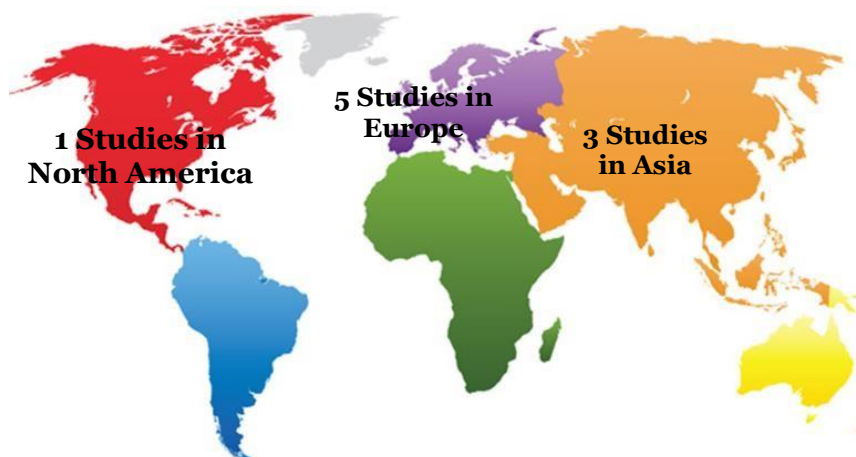 1 Studies in
North America
5 Studies in
Europe
3 Studies
in Asia